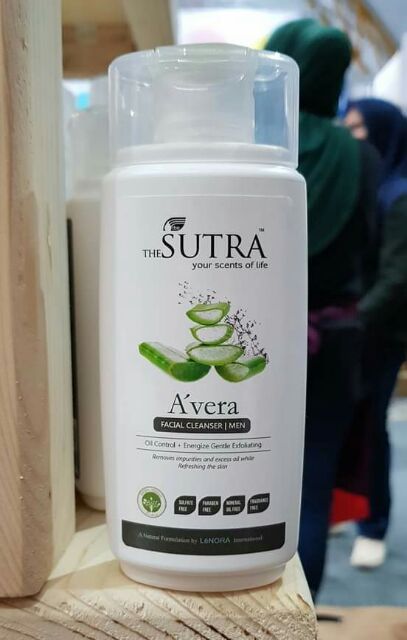 THE SUTRA™
your scents of life
A'vera
FACIAL CLEANSER | MEN
Oil Control + Energize Gentle Exfoliating
Removes impurities and excess oil while
Refreshing the skin
SULFATE FREE
PARABEN FREE
MINERAL OIL FREE
FRAGRANCE FREE
A Natural Formulation by LéNORA International